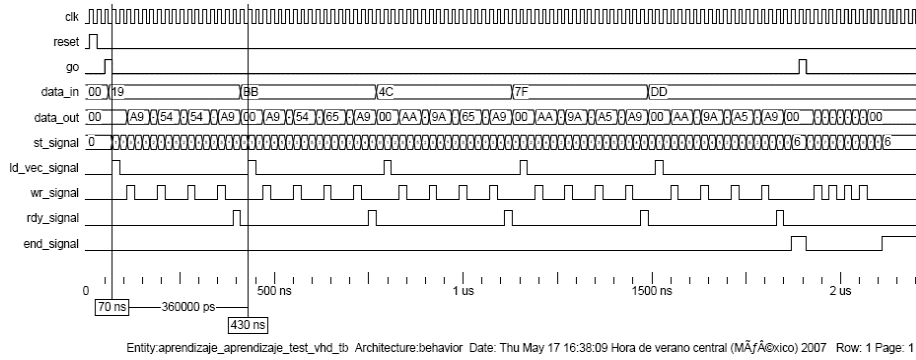 clk
reset
go
data_in 00 19 BB 4C 7F DD
data_out 00 A9 54 54 A9 00 A9 54 65 A9 00 AA 9A 65 A9 00 AA 9A A5 A9 00 AA 9A A5 A9 00 00
st_signal 0 6 6
ld_vec_signal
wr_signal
rdy_signal
end_signal
0 500 ns 1 us 1500 ns 2 us
70 ns 360000 ps
430 ns
Entity:aprendizaje_aprendizaje_test_vhd_tb Architecture:behavior Date: Thu May 17 16:38:09 Hora de verano central (MÃƒÂ©xico) 2007 Row: 1 Page: 1